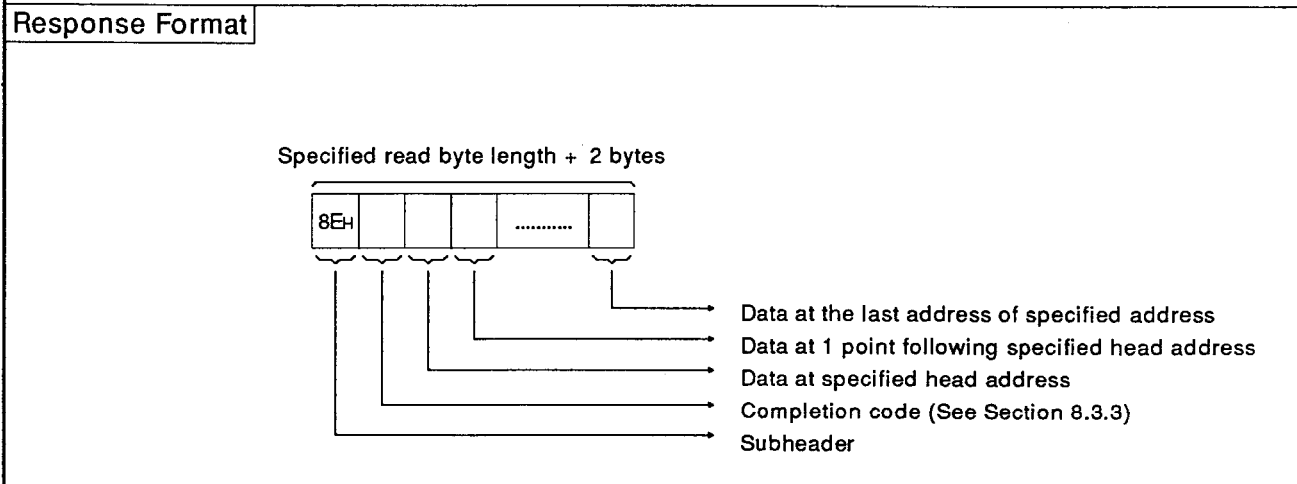 Response Format
Specified read byte length + 2 bytes
8EH ...........
Data at the last address of specified address
Data at 1 point following specified head address
Data at specified head address
Completion code (See Section 8.3.3)
Subheader